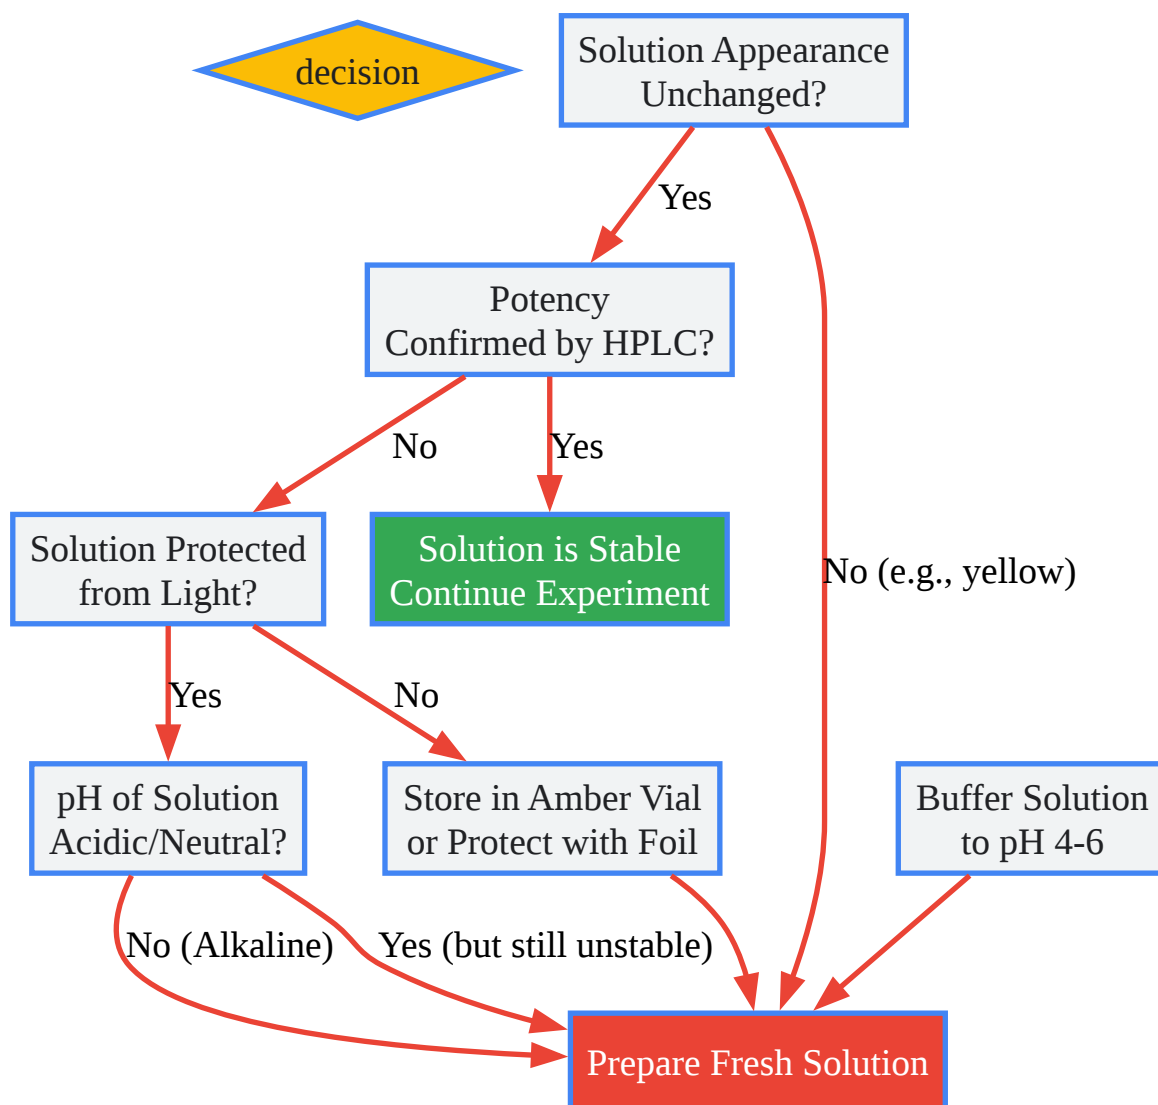 decision
Solution Appearance
Unchanged?
Yes
Potency
Confirmed by HPLC?
No
Yes
Solution Protected
from Light?
Solution is Stable
Continue Experiment
No (e.g., yellow)
Yes
No
pH of Solution
Acidic/Neutral?
Store in Amber Vial
or Protect with Foil
Buffer Solution
to pH 4-6
No (Alkaline)
Yes (but still unstable)
Prepare Fresh Solution